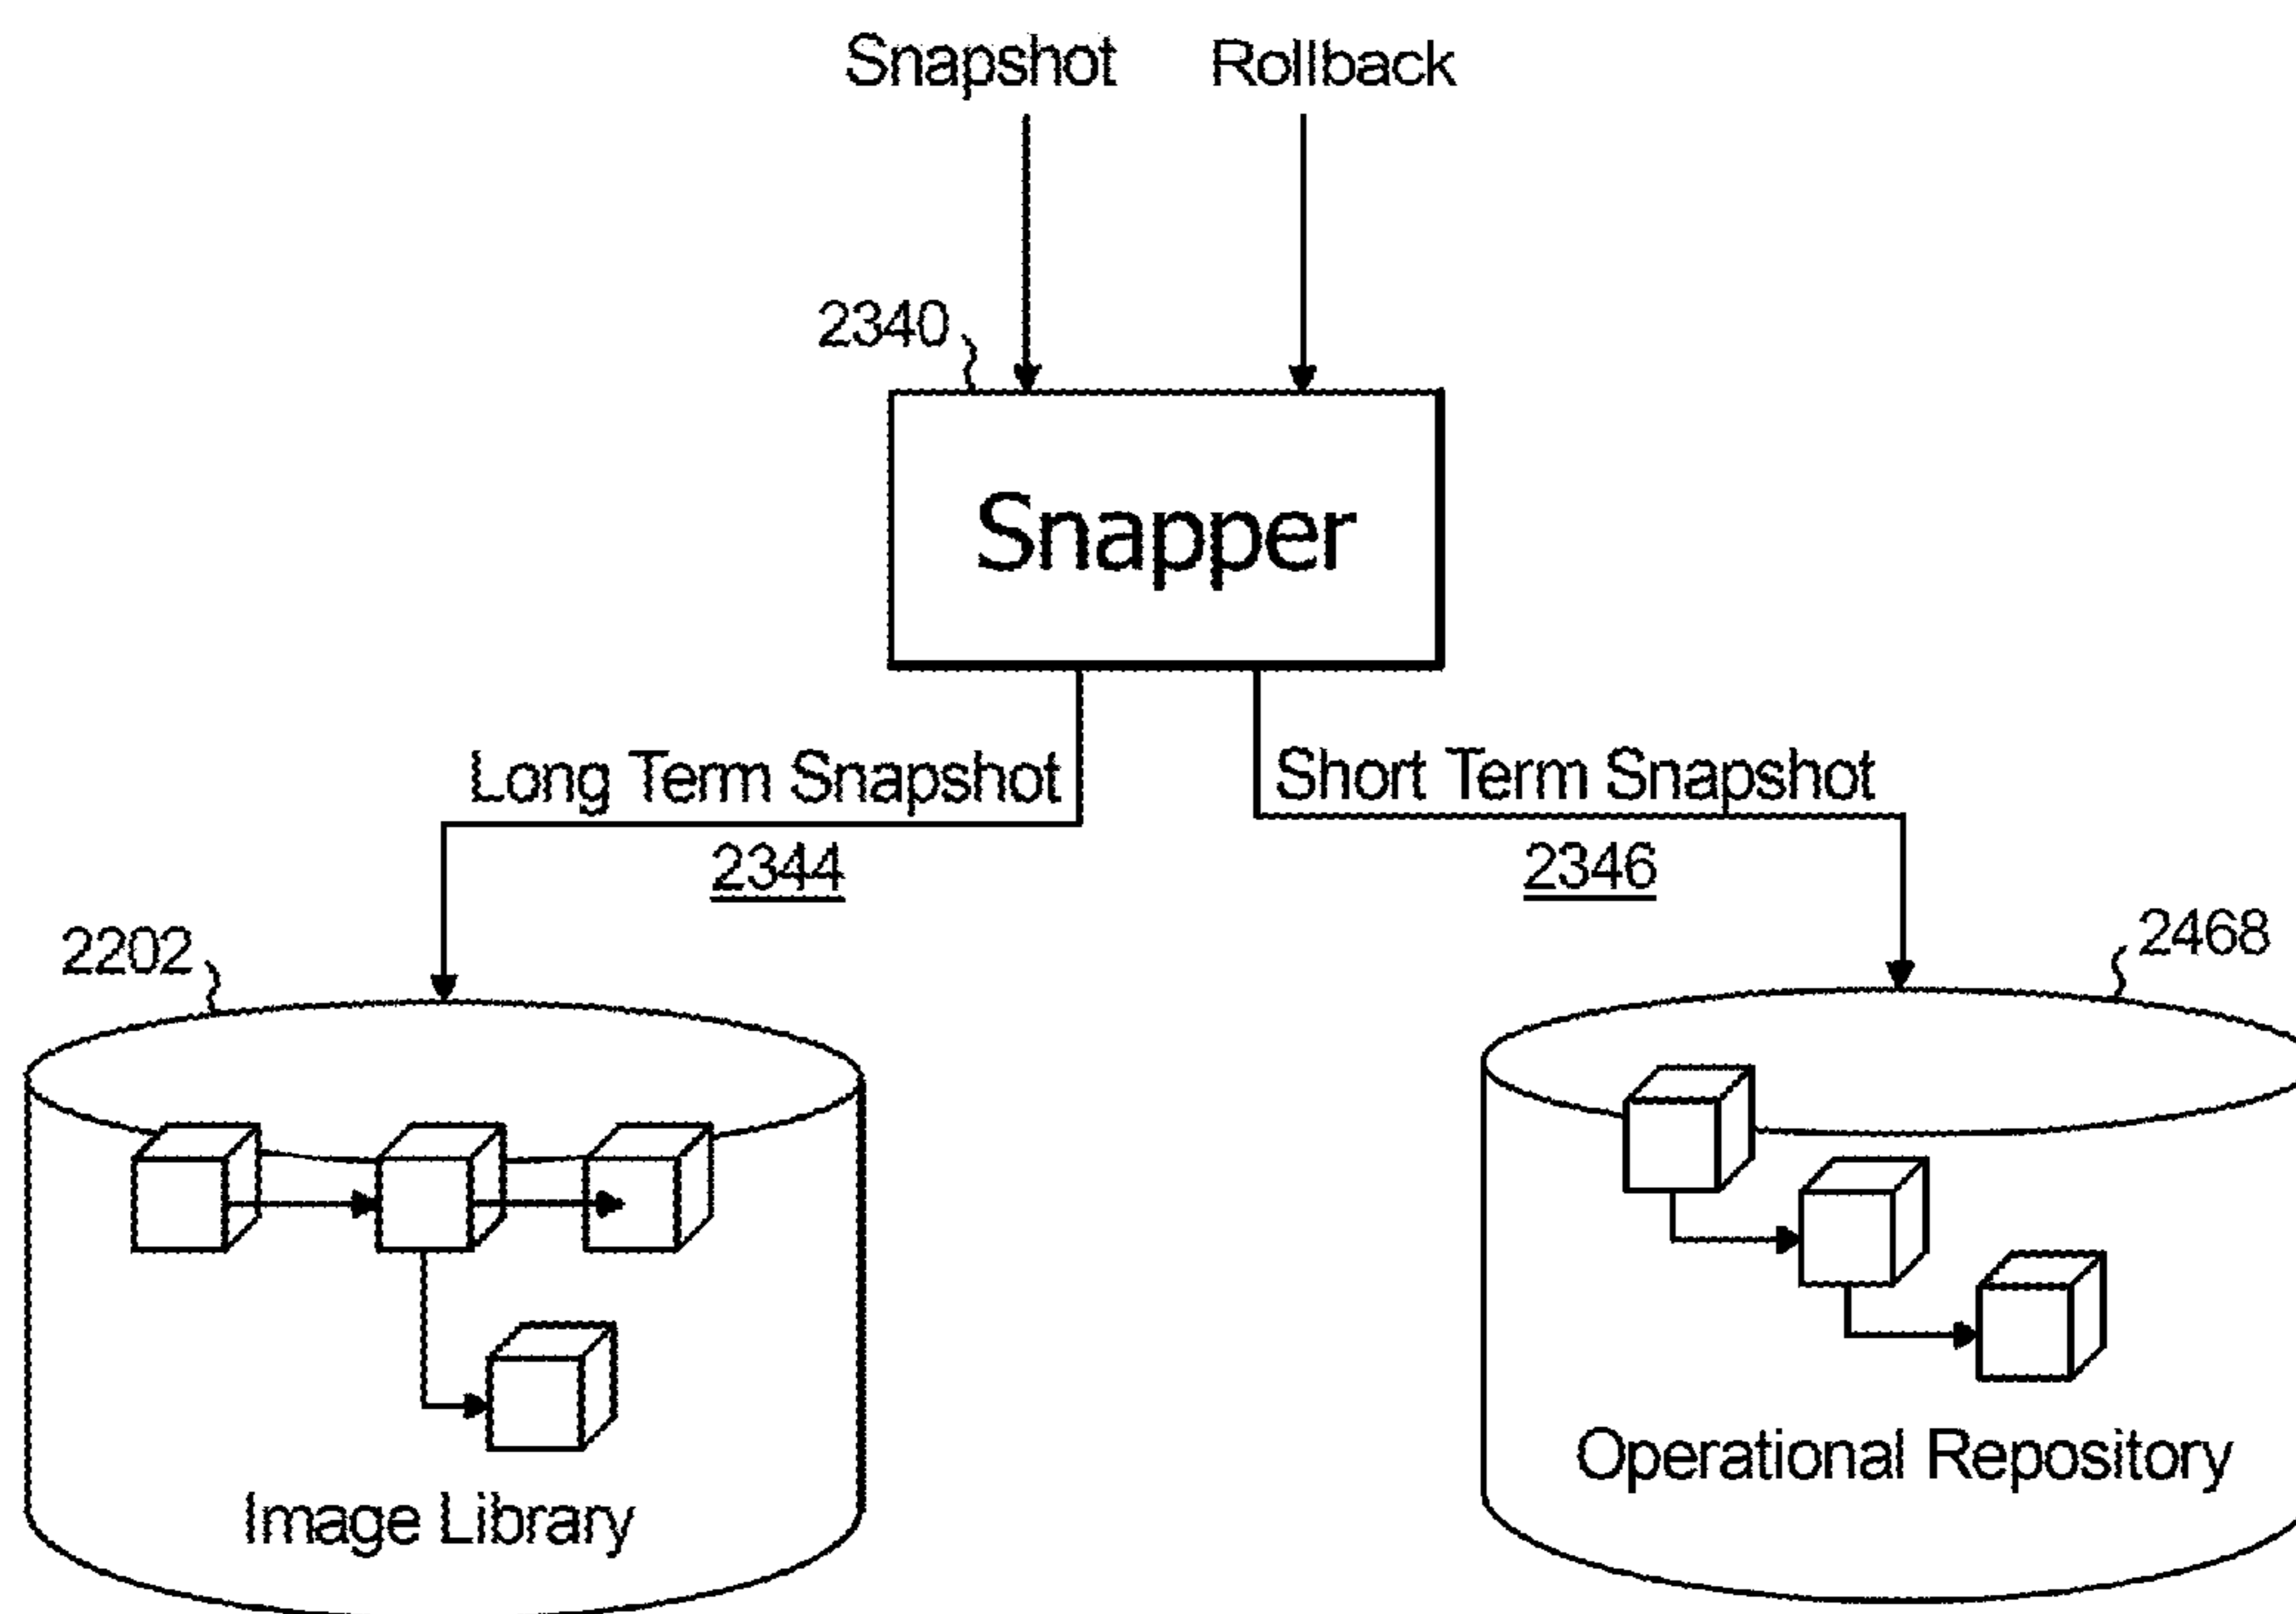 Snapshot Rollback
2340
Snapper
Long Term Snapshot
Short Term Snapshot
2344
2346
2202
2468
Image Library
Operational Repository